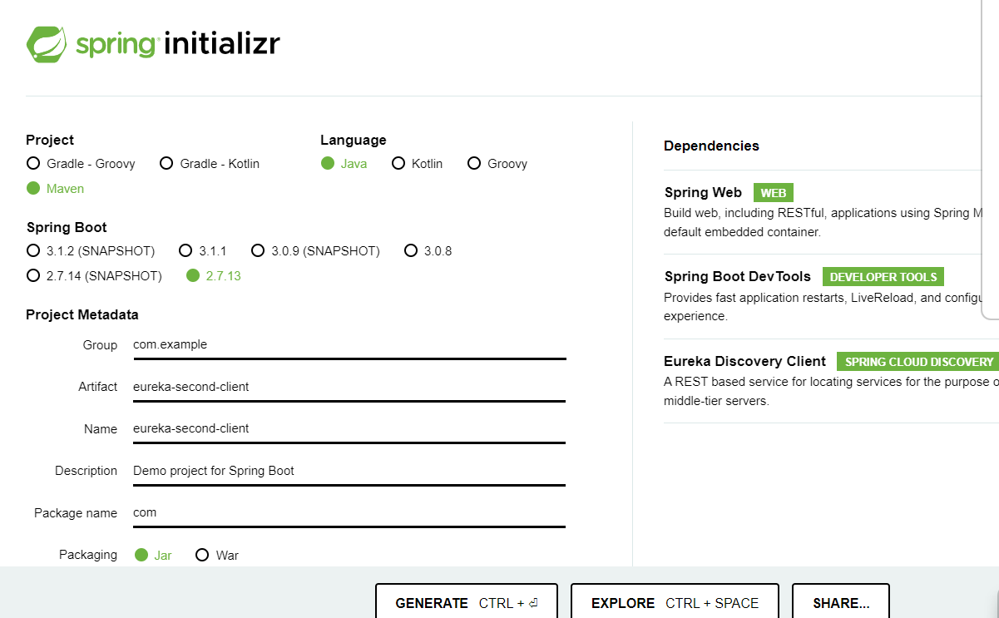 spring initializr
Project
Gradle - Groovy Gradle - Kotlin
Maven
Language
Java Kotlin Groovy
Spring Boot
3.1.2 (SNAPSHOT) 3.1.1 3.0.9 (SNAPSHOT) 3.0.8
2.7.14 (SNAPSHOT) 2.7.13
Project Metadata
Group com.example
Artifact eureka-second-client
Name eureka-second-client
Description Demo project for Spring Boot
Package name com
Packaging Jar War
Dependencies
Spring Web WEB
Build web, including RESTful, applications using Spring M
default embedded container.
Spring Boot DevTools DEVELOPER TOOLS
Provides fast application restarts, LiveReload, and configu
experience.
Eureka Discovery Client SPRING CLOUD DISCOVERY
A REST based service for locating services for the purpose o
middle-tier servers.
GENERATE CTRL + ⏎ EXPLORE CTRL + SPACE SHARE...